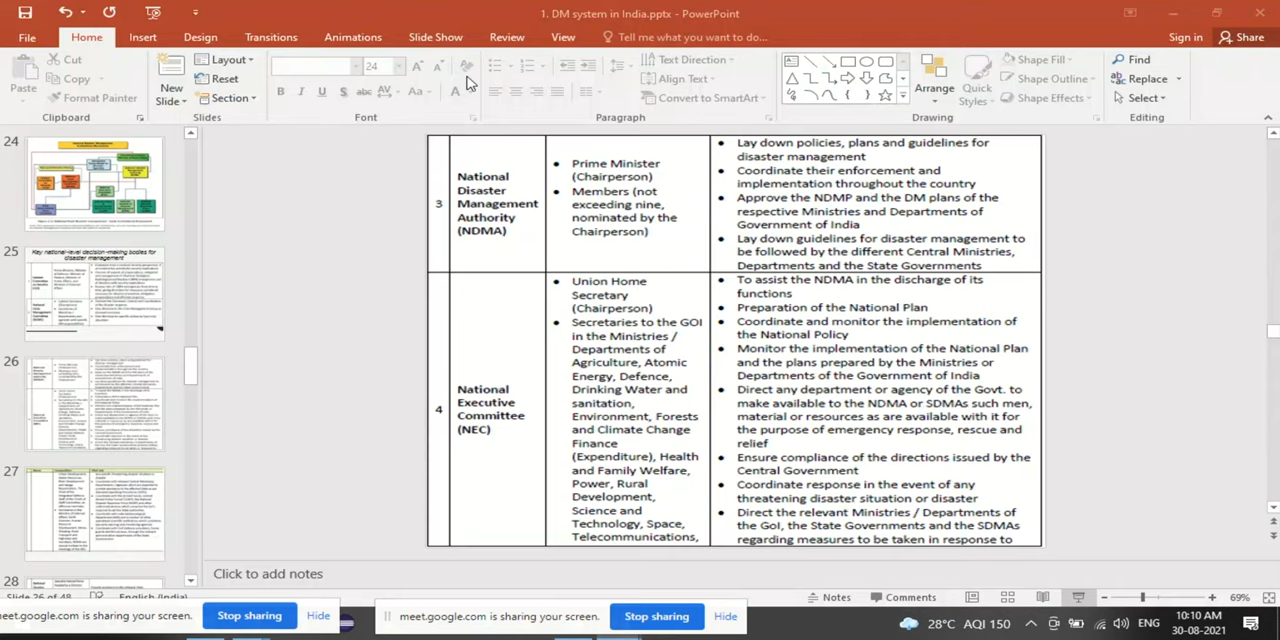 1. DM system in India.pptx - PowerPoint
File Home Insert Design Transitions Animations Slide Show Review View Tell me what you want to do... Sign in Share
Paste
Cut
Copy
Format Painter
Clipboard
New Slide
Layout
Reset
Section
Slides
24
Aa
Font
Text Direction
Align Text
Convert to SmartArt
Paragraph
Arrange
Quick Styles
Shape Fill
Shape Outline
Shape Effects
Drawing
Find
Replace
Select
Editing
24
25
Key national-level decision-making bodies for
disaster management
26
27
28
3
National
Disaster
Management
Authority
(NDMA)
• Prime Minister
(Chairperson)
• Members (not
exceeding nine,
nominated by the
Chairperson)
• Lay down policies, plans and guidelines for
disaster management
• Coordinate their enforcement and
implementation throughout the country
• Approve the NDMP and the DM plans of the
respective Ministries and Departments of
Government of India
• Lay down guidelines for disaster management to
be followed by the different Central Ministries,
Departments and the State Governments
4
National
Executive
Committee
(NEC)
• Union Home
Secretary
(Chairperson)
• Secretaries to the GOI
in the Ministries /
Departments of
Agriculture, Atomic
Energy, Defence,
Drinking Water and
sanitation,
Environment, Forests
and Climate Change
Finance
(Expenditure), Health
and Family Welfare,
Power, Rural
Development,
Science and
Technology, Space,
Telecommunications,
• To assist the NDMA in the discharge of its
functions
• Preparation of the National Plan
• Coordinate and monitor the implementation of
the National Policy
• Monitor the implementation of the National Plan
and the plans prepared by the Ministries or
Departments of the Government of India
• Direct any department or agency of the Govt. to
make available to the NDMA or SDMAs such men,
material or resources as are available with it for
the purpose of emergency response, rescue and
relief
• Ensure compliance of the directions issued by the
Central Government
• Coordinate response in the event of any
threatening disaster situation or disaster
• Direct the relevant Ministries / Departments of
the GoI, the State Governments and the SDMAs
regarding measures to be taken in response to
Click to add notes
Slide 26 of 48 English (India) Notes Comments 69%
meet.google.com is sharing your screen. Stop sharing Hide
meet.google.com is sharing your screen. Stop sharing Hide
28°C AQI 150
10:10 AM
30-08-2021